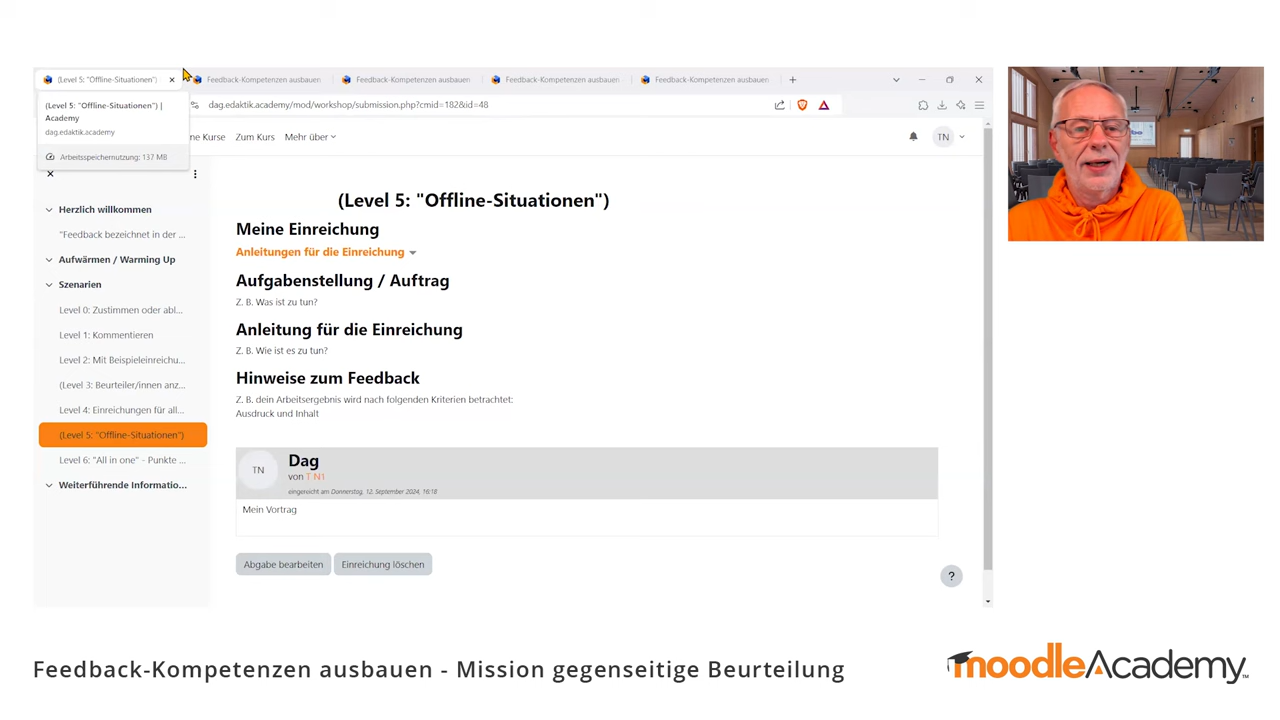 (Level 5: "Offline-Situationen")
Feedback-Kompetenzen ausbauen
Feedback-Kompetenzen ausbauen
Feedback-Kompetenzen ausbauen
Feedback-Kompetenzen ausbauen
(Level 5: "Offline-Situationen") |
Academy
dag.edaktik.academy
Arbeitsspeichernutzung: 137 MB
dag.edaktik.academy/mod/workshop/submission.php?cmid=182&id=48
ne Kurse Zum Kurs Mehr über
TN
Herzlich willkommen
"Feedback bezeichnet in der ...
Aufwärmen / Warming Up
Szenarien
Level 0: Zustimmen oder abl...
Level 1: Kommentieren
Level 2: Mit Beispieleinreichu...
(Level 3: Beurteiler/innen anz...
Level 4: Einreichungen für all...
(Level 5: "Offline-Situationen")
Level 6: "All in one" - Punkte ...
Weiterführende Informatio...
(Level 5: "Offline-Situationen")
Meine Einreichung
Anleitungen für die Einreichung
Aufgabenstellung / Auftrag
Z. B. Was ist zu tun?
Anleitung für die Einreichung
Z. B. Wie ist es zu tun?
Hinweise zum Feedback
Z. B. dein Arbeitsergebnis wird nach folgenden Kriterien betrachtet:
Ausdruck und Inhalt
TN
Dag
von T N1
eingereicht am Donnerstag, 12. September 2024, 16:18
Mein Vortrag
Abgabe bearbeiten
Einreichung löschen
?
Feedback-Kompetenzen ausbauen - Mission gegenseitige Beurteilung
moodleAcademy™